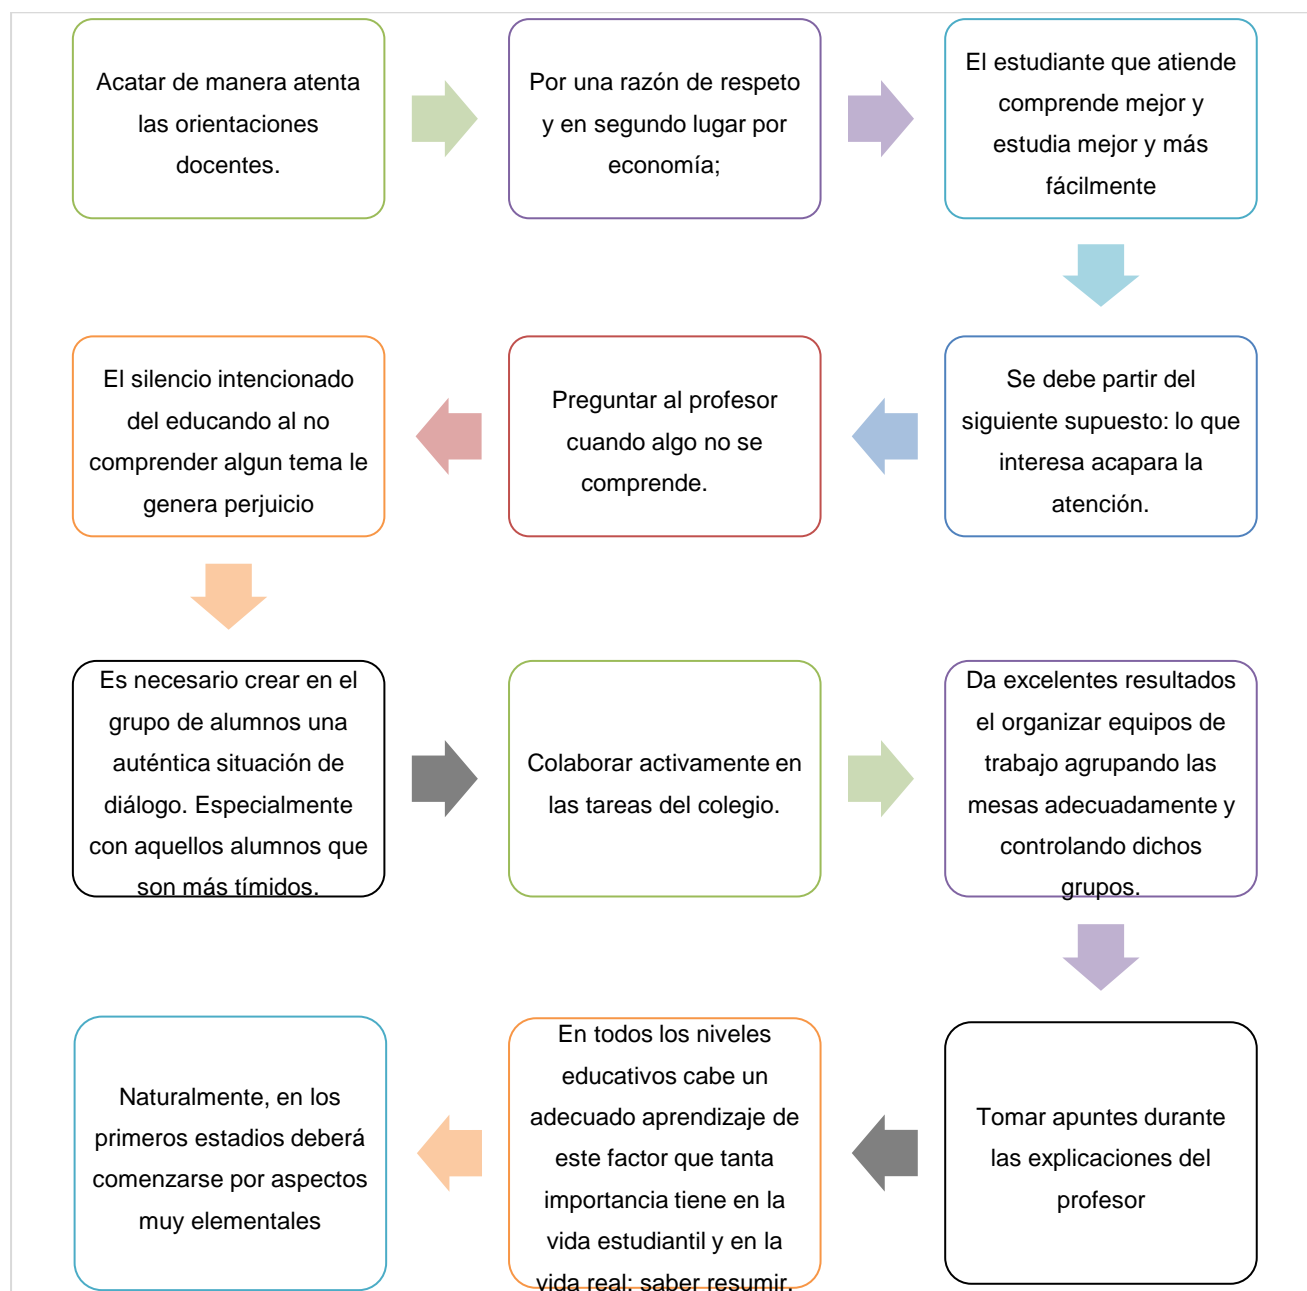 Acatar de manera atenta
las orientaciones
docentes.
Por una razón de respeto
y en segundo lugar por
economía;
El estudiante que atiende
comprende mejor y
estudia mejor y más
fácilmente
Se debe partir del
siguiente supuesto: lo que
interesa acapara la
atención.
Preguntar al profesor
cuando algo no se
comprende.
El silencio intencionado
del educando al no
comprender algun tema le
genera perjuicio
Es necesario crear en el
grupo de alumnos una
auténtica situación de
diálogo. Especialmente
con aquellos alumnos que
son más tímidos.
Colaborar activamente en
las tareas del colegio.
Da excelentes resultados
el organizar equipos de
trabajo agrupando las
mesas adecuadamente y
controlando dichos
grupos.
Tomar apuntes durante
las explicaciones del
profesor
En todos los niveles
educativos cabe un
adecuado aprendizaje de
este factor que tanta
importancia tiene en la
vida estudiantil y en la
vida real: saber resumir.
Naturalmente, en los
primeros estadios deberá
comenzarse por aspectos
muy elementales